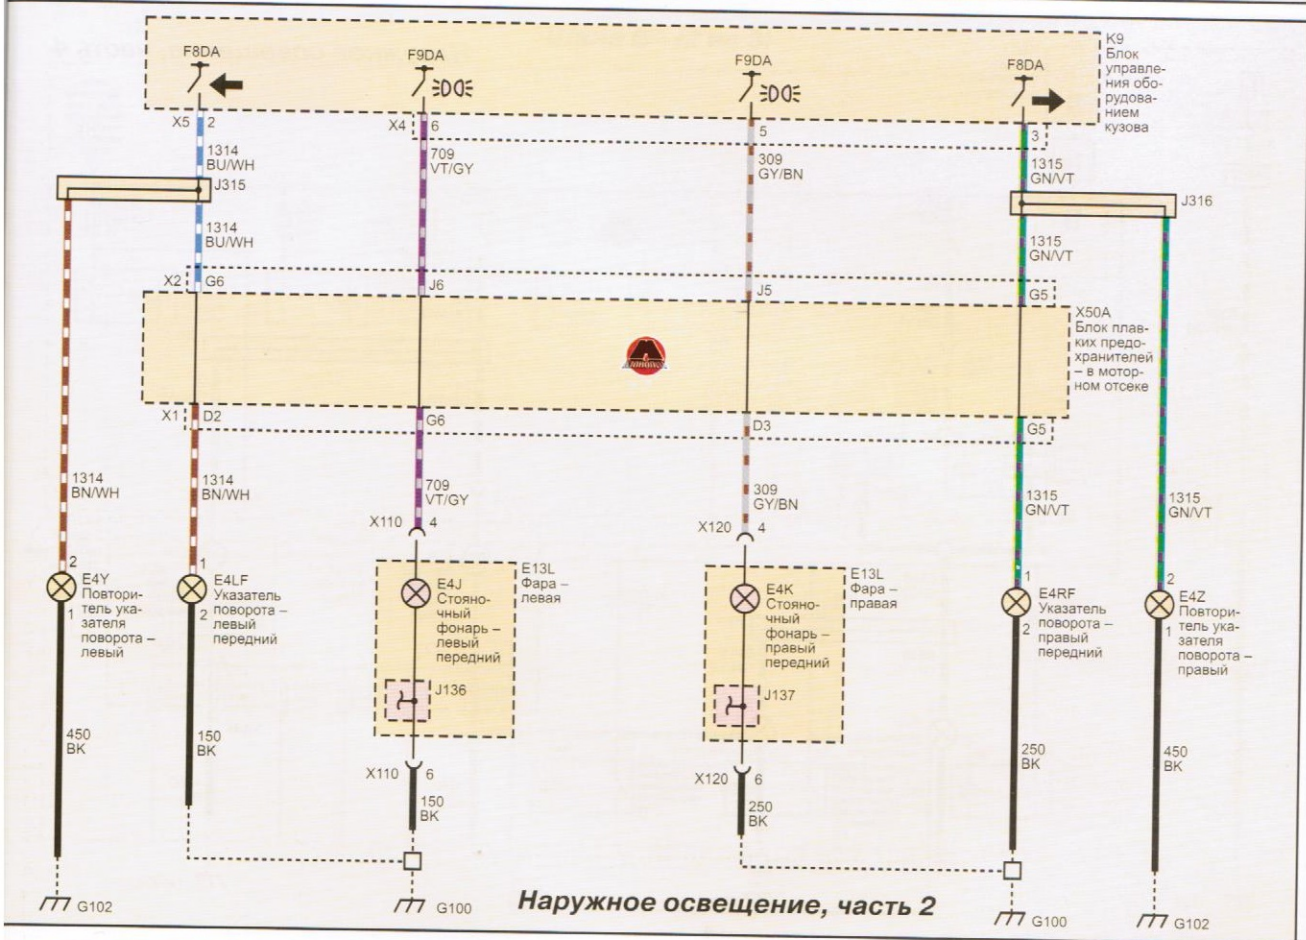 F8DA
F9DA
F9DA
F8DA
K9
Блок
управле-
ния обо-
рудова-
нием
кузова
X5 2
X4 6
5
3
1314
BU/WH
709
VT/GY
309
GY/BN
1315
GN/VT
J315
J316
1314
BU/WH
1315
GN/VT
X2 G6
J6
J5
G5
X50A
Блок плав-
ких предо-
хранителей
– в мотор-
ном отсеке
X1 D2
G6
D3
G5
1314
BN/WH
1314
BN/WH
709
VT/GY
309
GY/BN
1315
GN/VT
1315
GN/VT
X110 4
X120 4
2
E4Y
Повтори-
тель ука-
зателя
поворота –
левый
1
1
E4LF
Указатель
поворота –
левый
передний
2
E13L
Фара –
левая
E4J
Стояно-
чный
фонарь –
левый
передний
J136
E13L
Фара –
правая
E4K
Стояно-
чный
фонарь –
правый
передний
J137
1
E4RF
Указатель
поворота –
правый
передний
2
2
E4Z
Повтори-
тель ука-
зателя
поворота –
правый
1
450
BK
150
BK
X110 6
150
BK
X120 6
250
BK
250
BK
450
BK
G102
G100
Наружное освещение, часть 2
G100
G102